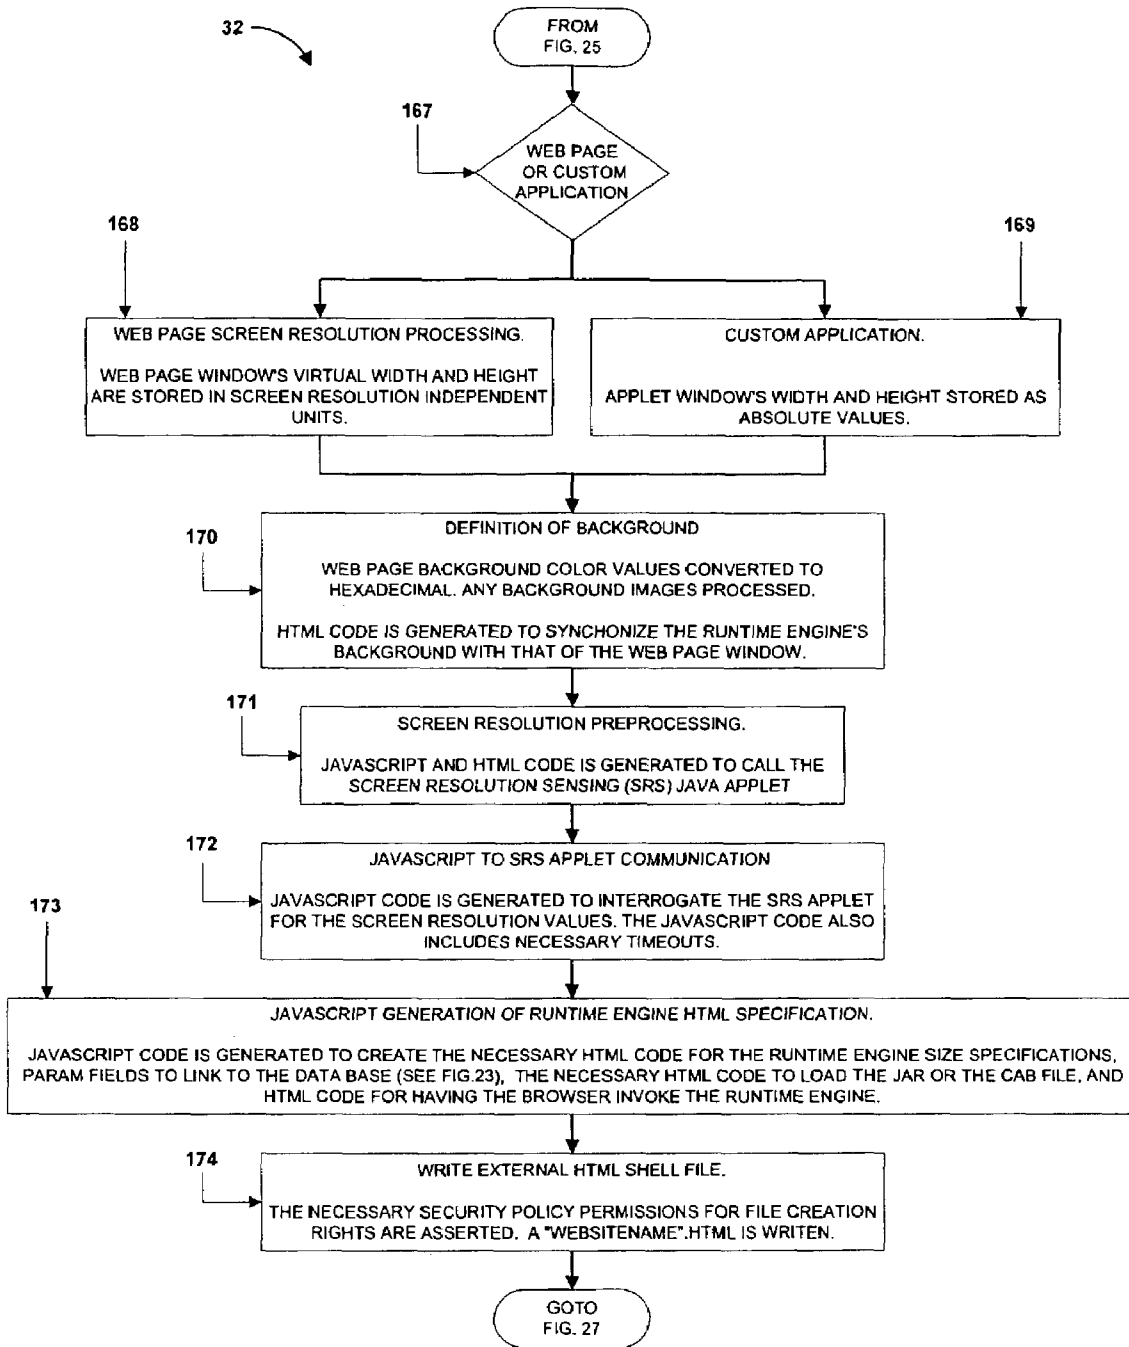 32
FROM
FIG. 25
167
WEB PAGE
OR CUSTOM
APPLICATION
168
169
WEB PAGE SCREEN RESOLUTION PROCESSING.
WEB PAGE WINDOW'S VIRTUAL WIDTH AND HEIGHT
ARE STORED IN SCREEN RESOLUTION INDEPENDENT
UNITS.
CUSTOM APPLICATION.
APPLET WINDOW'S WIDTH AND HEIGHT STORED AS
ABSOLUTE VALUES.
170
DEFINITION OF BACKGROUND
WEB PAGE BACKGROUND COLOR VALUES CONVERTED TO
HEXADECIMAL. ANY BACKGROUND IMAGES PROCESSED.
HTML CODE IS GENERATED TO SYNCHONIZE THE RUNTIME ENGINE'S
BACKGROUND WITH THAT OF THE WEB PAGE WINDOW.
171
SCREEN RESOLUTION PREPROCESSING.
JAVASCRIPT AND HTML CODE IS GENERATED TO CALL THE
SCREEN RESOLUTION SENSING (SRS) JAVA APPLET
172
JAVASCRIPT TO SRS APPLET COMMUNICATION
JAVASCRIPT CODE IS GENERATED TO INTERROGATE THE SRS APPLET
FOR THE SCREEN RESOLUTION VALUES. THE JAVASCRIPT CODE ALSO
INCLUDES NECESSARY TIMEOUTS.
173
JAVASCRIPT GENERATION OF RUNTIME ENGINE HTML SPECIFICATION.
JAVASCRIPT CODE IS GENERATED TO CREATE THE NECESSARY HTML CODE FOR THE RUNTIME ENGINE SIZE SPECIFICATIONS,
PARAM FIELDS TO LINK TO THE DATA BASE (SEE FIG.23), THE NECESSARY HTML CODE TO LOAD THE JAR OR THE CAB FILE, AND
HTML CODE FOR HAVING THE BROWSER INVOKE THE RUNTIME ENGINE.
174
WRITE EXTERNAL HTML SHELL FILE.
THE NECESSARY SECURITY POLICY PERMISSIONS FOR FILE CREATION
RIGHTS ARE ASSERTED. A "WEBSITENAME".HTML IS WRITEN.
GOTO
FIG. 27